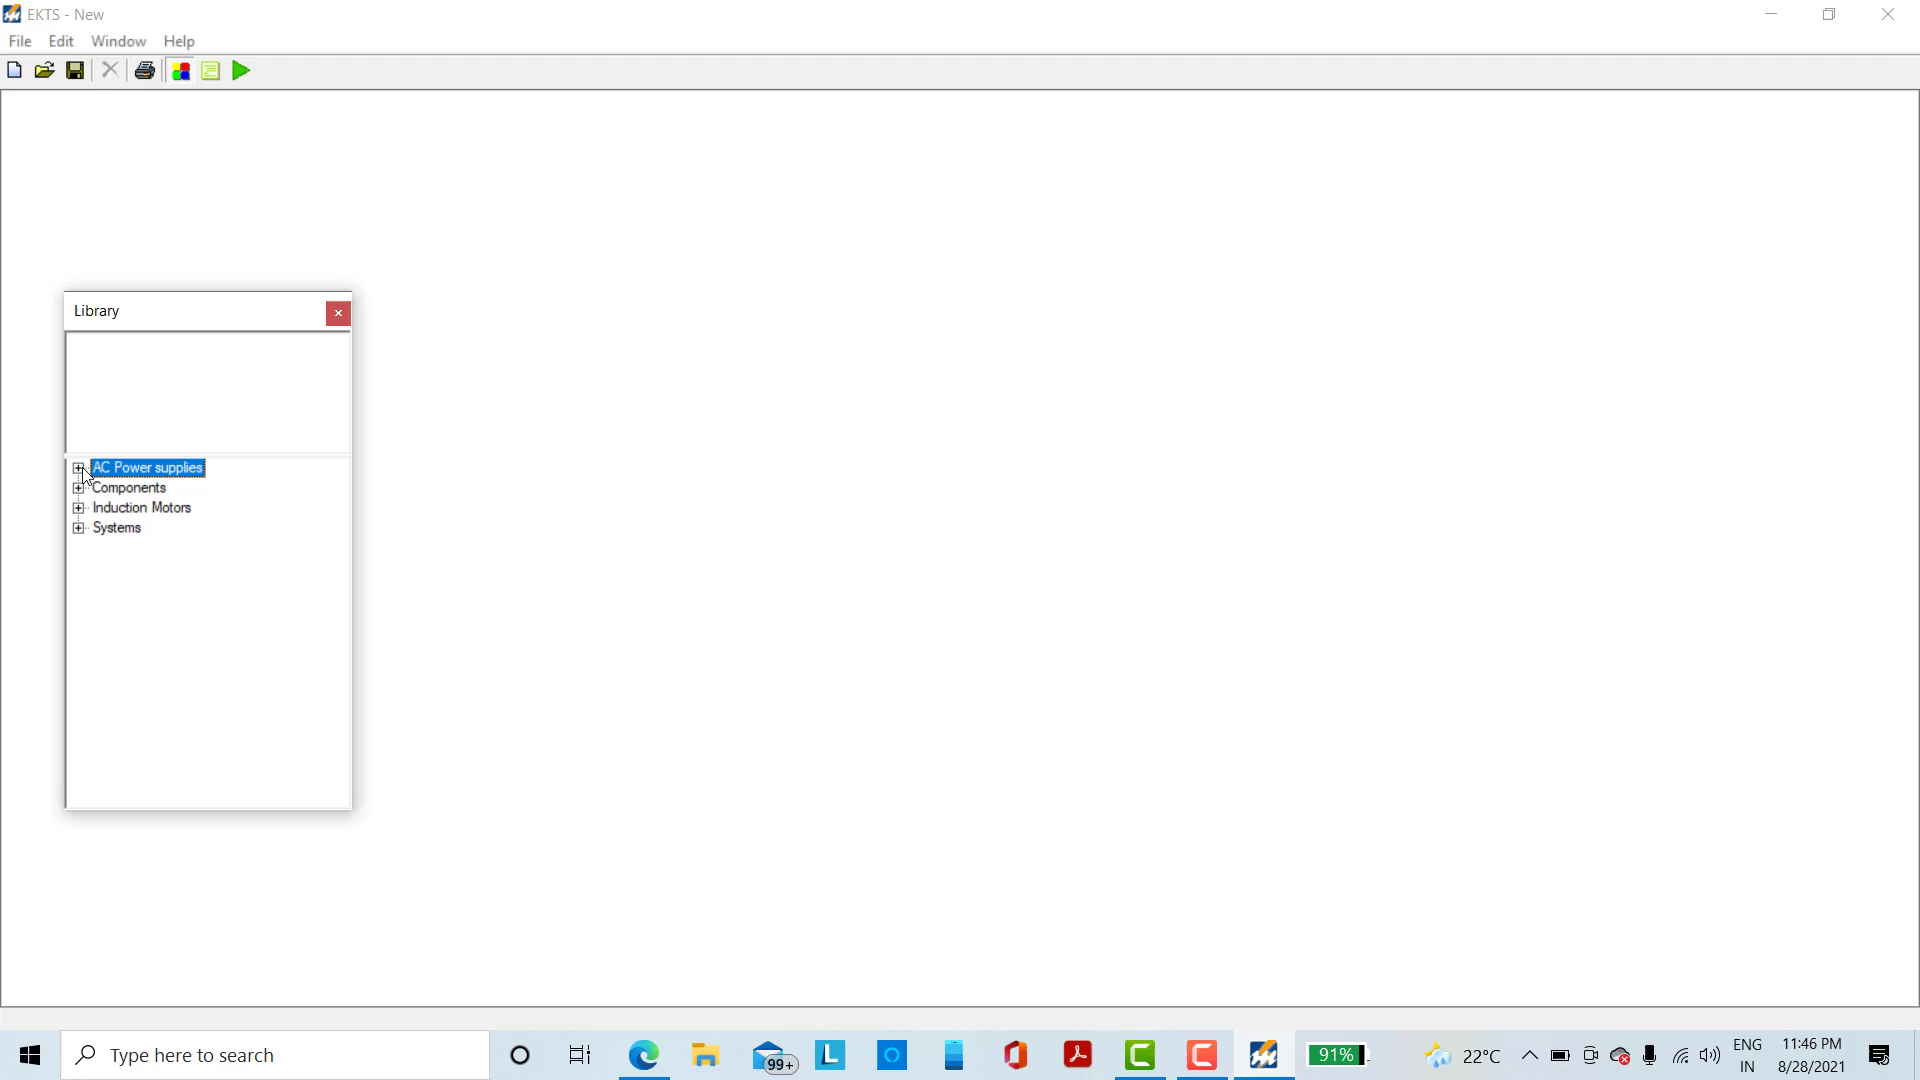 EKTS - New
File Edit Window Help
Library
AC Power supplies
Components
Induction Motors
Systems
Type here to search
99+
L
91%
22°C
ENG
IN
11:46 PM
8/28/2021